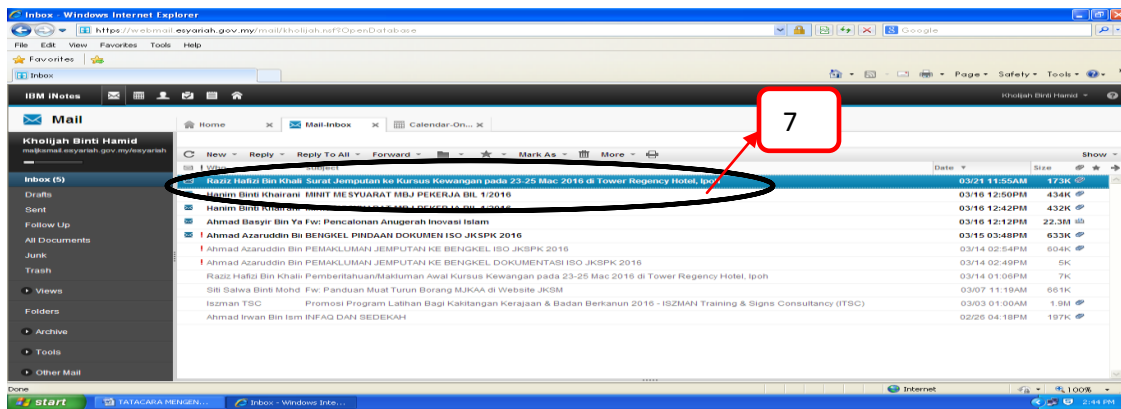 Inbox - Windows Internet Explorer
https://webmail.esyariah.gov.my/mail/kholijah.nsf?OpenDatabase
Google
File Edit View Favorites Tools Help
Favorites
Inbox
Page Safety Tools
IBM iNotes
Kholijah Binti Hamid
7
Mail
Home
Mail-Inbox
Calendar-On...
Kholijah Binti Hamid
New Reply Reply To All Forward Mark As More
Show
! Who Subject Date Size
Inbox (5)
Raziz Hafizi Bin Khali Surat Jemputan ke Kursus Kewangan pada 23-25 Mac 2016 di Tower Regency Hotel, Ipoh 03/21 11:55AM 173K
Drafts
Hanim Binti Khairani MINIT MESYUARAT MBJ PEKERJA BIL 1/2016 03/16 12:50PM 434K
Sent
Hanim Binti Khairani MBJ PEKERJA BIL 1/2016 03/16 12:42PM 432K
Follow Up
Ahmad Basyir Bin Ya Fw: Pencalonan Anugerah Inovasi Islam 03/16 12:12PM 22.3M
All Documents
! Ahmad Azaruddin Bin BENGKEL PINDAAN DOKUMEN ISO JKSPK 2016 03/15 03:48PM 633K
Junk
! Ahmad Azaruddin Bin PEMAKLUMAN JEMPUTAN KE BENGKEL ISO JKSPK 2016 03/14 02:54PM 604K
! Ahmad Azaruddin Bin PEMAKLUMAN JEMPUTAN KE BENGKEL DOKUMENTASI ISO JKSPK 2016 03/14 02:49PM 5K
Trash
Raziz Hafizi Bin Khali Pemberitahuan/Makluman Awal Kursus Kewangan pada 23-25 Mac 2016 di Tower Regency Hotel, Ipoh 03/14 01:06PM 7K
Views
Siti Salwa Binti Mohd Fw: Panduan Muat Turun Borang MJKAA di Website JKSM 03/07 11:19AM 661K
Folders
Iszman TSC Promosi Program Latihan Bagi Kakitangan Kerajaan & Badan Berkanun 2016 - ISZMAN Training & Signs Consultancy (ITSC) 03/03 01:00AM 1.9M
Ahmad Irwan Bin Ism INFAQ DAN SEDEKAH 02/26 04:18PM 197K
Archive
Tools
Other Mail
Done
Internet
100%
start
TATACARA MENGEN...
Inbox - Windows Inte...
2:44 PM